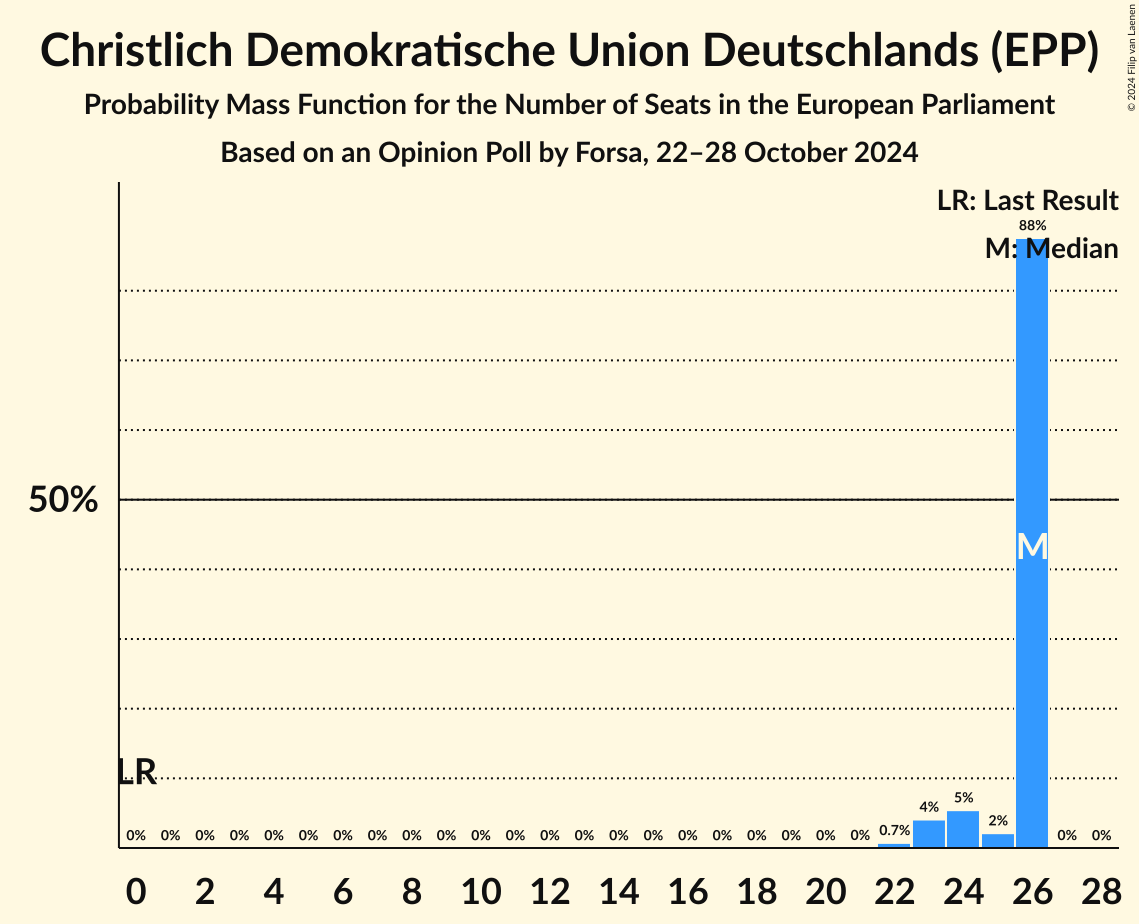 Christlich Demokratische Union Deutschlands (EPP)
Probability Mass Function for the Number of Seats in the European Parliament
Based on an Opinion Poll by Forsa, 22–28 October 2024
© 2024 Filip van Laenen
LR: Last Result
88%
M: Median
50%
M
LR
0% 0% 0% 0% 0% 0% 0% 0% 0% 0% 0% 0% 0% 0% 0% 0% 0% 0% 0% 0% 0% 0% 0.7% 4% 5% 2% 0% 0%
0 2 4 6 8 10 12 14 16 18 20 22 24 26 28